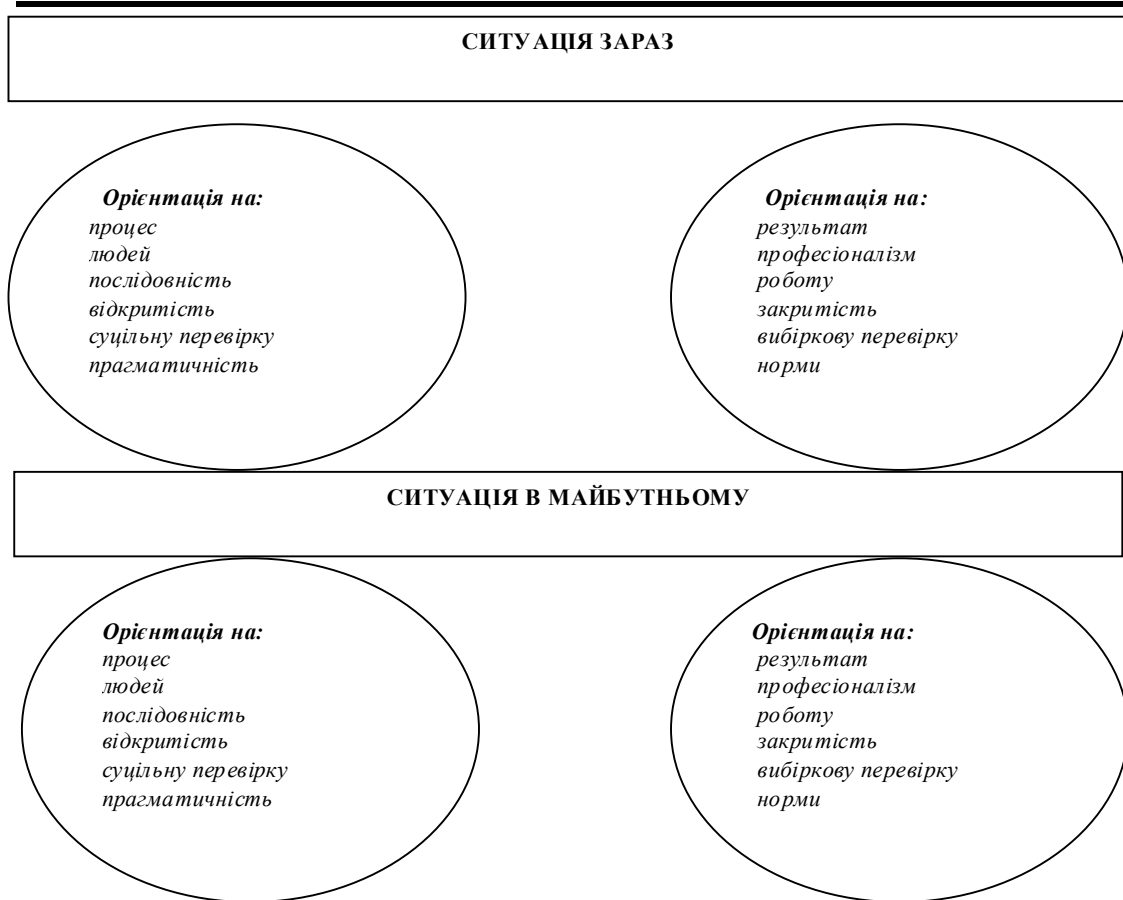 СИТУАЦІЯ ЗАРАЗ
Орієнтація на:
процес
людей
послідовність
відкритість
суцільну перевірку
прагматичність
Орієнтація на:
результат
професіоналізм
роботу
закритість
вибіркову перевірку
норми
СИТУАЦІЯ В МАЙБУТНЬОМУ
Орієнтація на:
процес
людей
послідовність
відкритість
суцільну перевірку
прагматичність
Орієнтація на:
результат
професіоналізм
роботу
закритість
вибіркову перевірку
норми